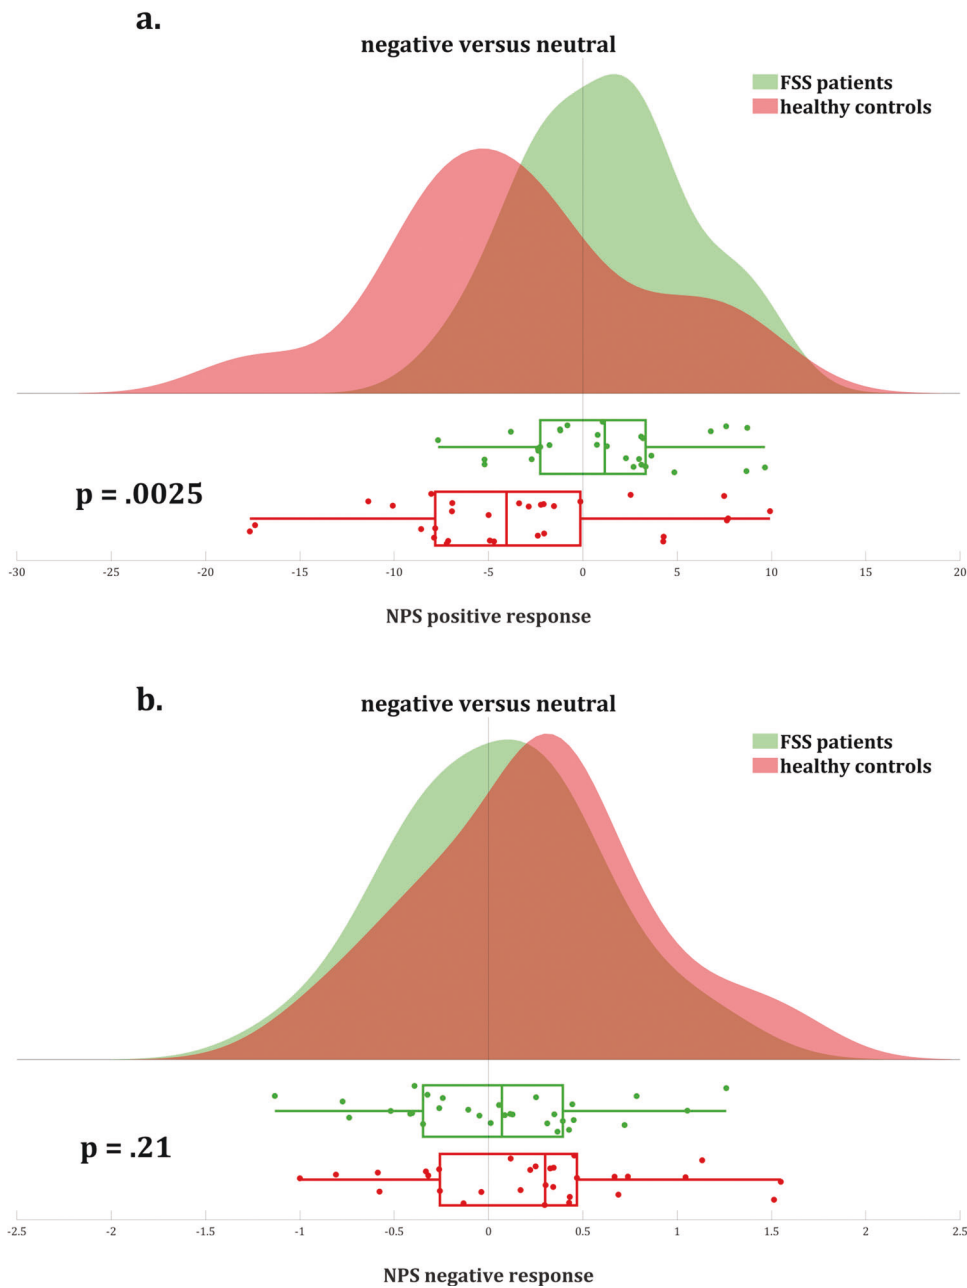 a.
negative versus neutral
FSS patients
healthy controls
p = .0025
-30 -25 -20 -15 -10 -5 0 5 10 15 20
NPS positive response
b.
negative versus neutral
FSS patients
healthy controls
p = .21
-2.5 -2 -1.5 -1 -0.5 0 0.5 1 1.5 2 2.5
NPS negative response